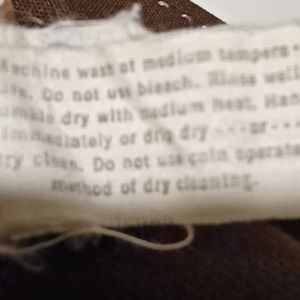 Machine wash at medium tempera
Do not use bleach. Rinse well
dry with medium heat. Han
immediately or drip dry ---or---
dry clean. Do not use coin operate
method of dry cleaning.